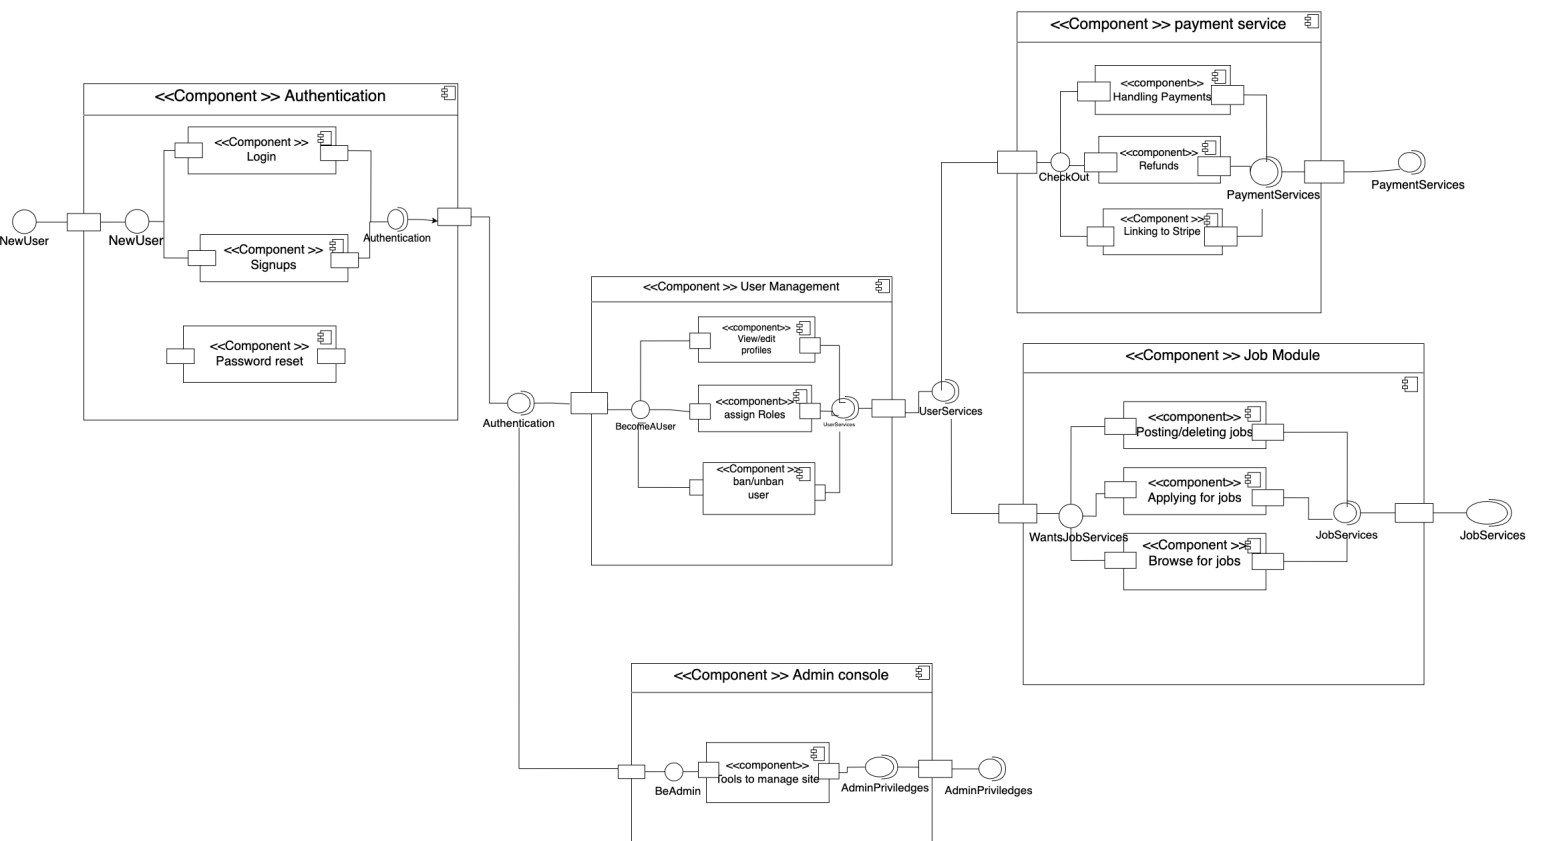 <<Component >> payment service
<<component>>
Handling Payments
<<component>>
Refunds
CheckOut
PaymentServices
PaymentServices
<<Component >>
Linking to Stripe
<<Component >> Authentication
<<Component >>
Login
NewUser
NewUser
Authentication
<<Component >>
Signups
<<Component >>
Password reset
<<Component >> User Management
<<component>>
View/edit
profiles
<<component>>
assign Roles
Authentication
BecomeAUser
UserServices
UserServices
<<Component >>
ban/unban
user
<<Component >> Job Module
<<component>>
Posting/deleting jobs
<<component>>
Applying for jobs
WantsJobServices
JobServices
JobServices
<<Component >>
Browse for jobs
<<Component >> Admin console
<<component>>
Tools to manage site
BeAdmin
AdminPriviledges
AdminPriviledges